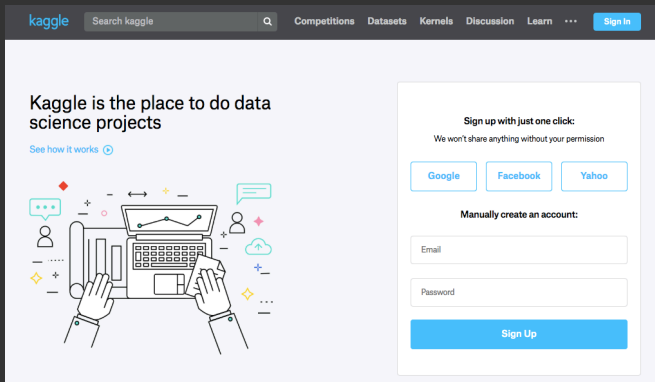 kaggle
Search kaggle
Competitions Datasets Kernels Discussion Learn ••• Sign In
Kaggle is the place to do data
science projects
See how it works
Sign up with just one click:
We won't share anything without your permission
Google Facebook Yahoo
Manually create an account:
Email
Password
Sign Up